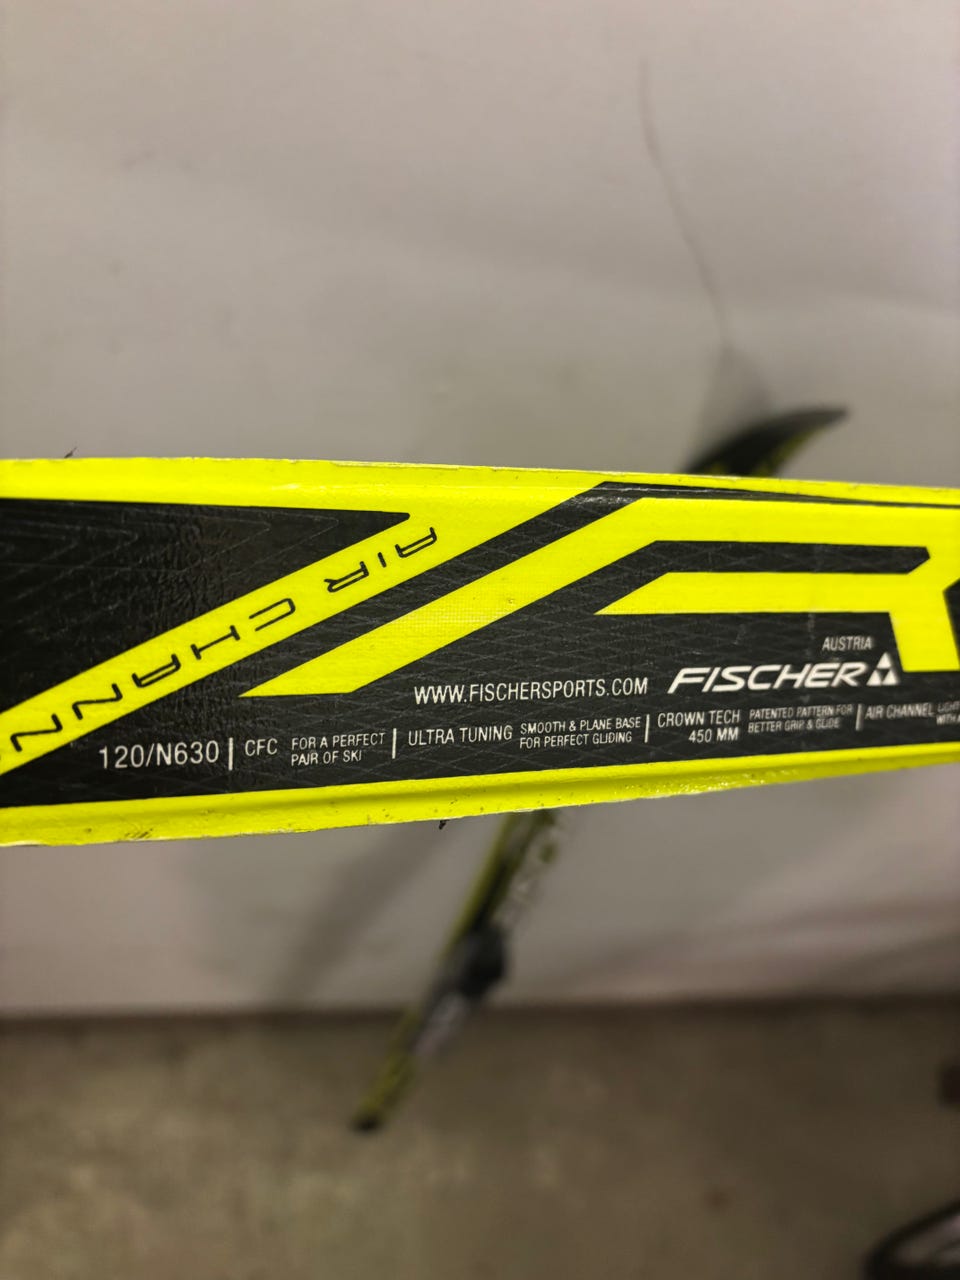 AIR CHANN
AUSTRIA
WWW.FISCHERSPORTS.COM FISCHER
120/N630 | CFC FOR A PERFECT PAIR OF SKI | ULTRA TUNING SMOOTH & PLANE BASE FOR PERFECT GLIDING | CROWN TECH 450 MM PATENTED PATTERN FOR BETTER GRIP & GLIDE | AIR CHANNEL